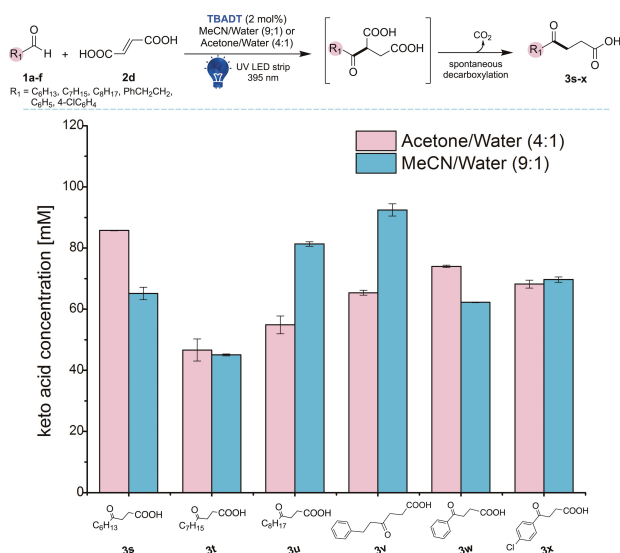 TBADT (2 mol%)
MeCN/Water (9;1) or
Acetone/Water (4:1)
UV LED strip
395 nm
O
R₁
H
1a-f
+
HOOC
COOH
2d
COOH
COOH
R₁
O
CO₂
spontaneous
decarboxylation
O
R₁
OH
O
3s-x
R₁ = C₆H₁₃, C₇H₁₅, C₈H₁₇, PhCH2CH₂,
C₆H₅, 4-ClC₆H₄
Acetone/Water (4:1)
MeCN/Water (9:1)
keto acid concentration [mM]
120
100
80
60
40
20
0
O
C₆H₁₃
COOH
3s
O
C₇H₁₅
COOH
3t
O
C₈H₁₇
COOH
3u
COOH
O
3v
O
COOH
3w
O
COOH
Cl
3x